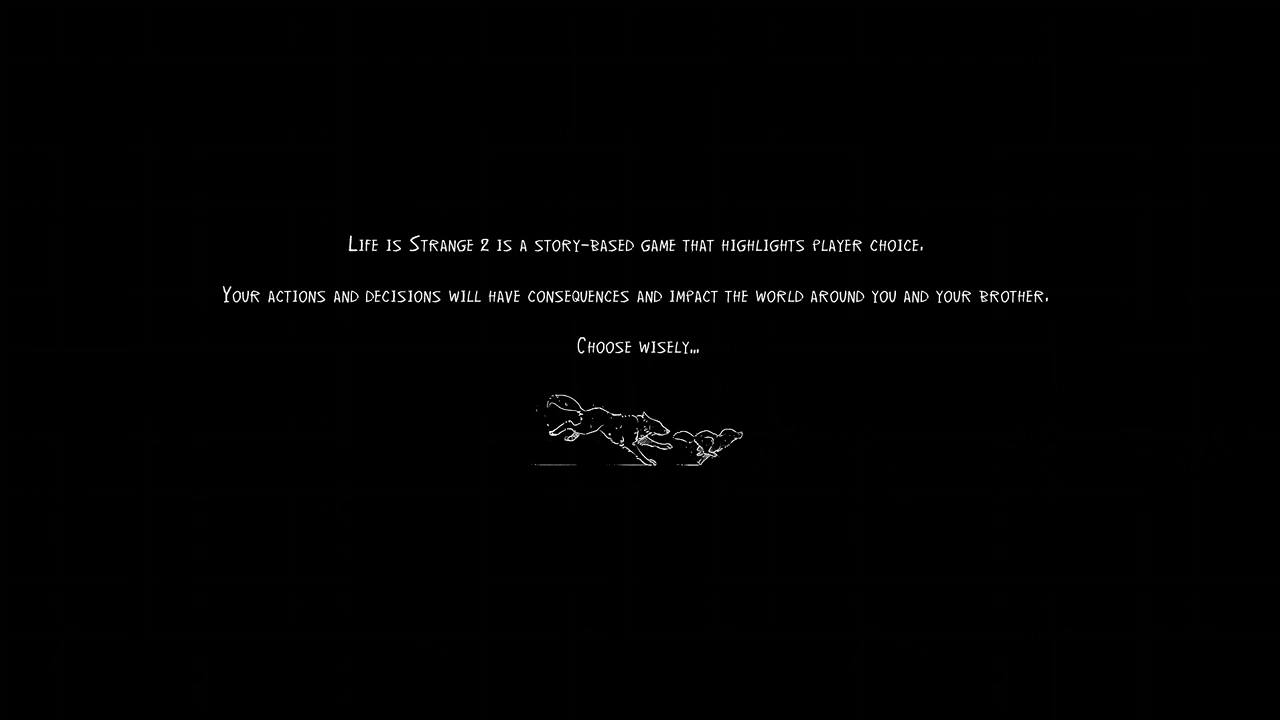 Life is Strange 2 is a story-based game that highlights player choice.
Your actions and decisions will have consequences and impact the world around you and your brother.
Choose wisely...